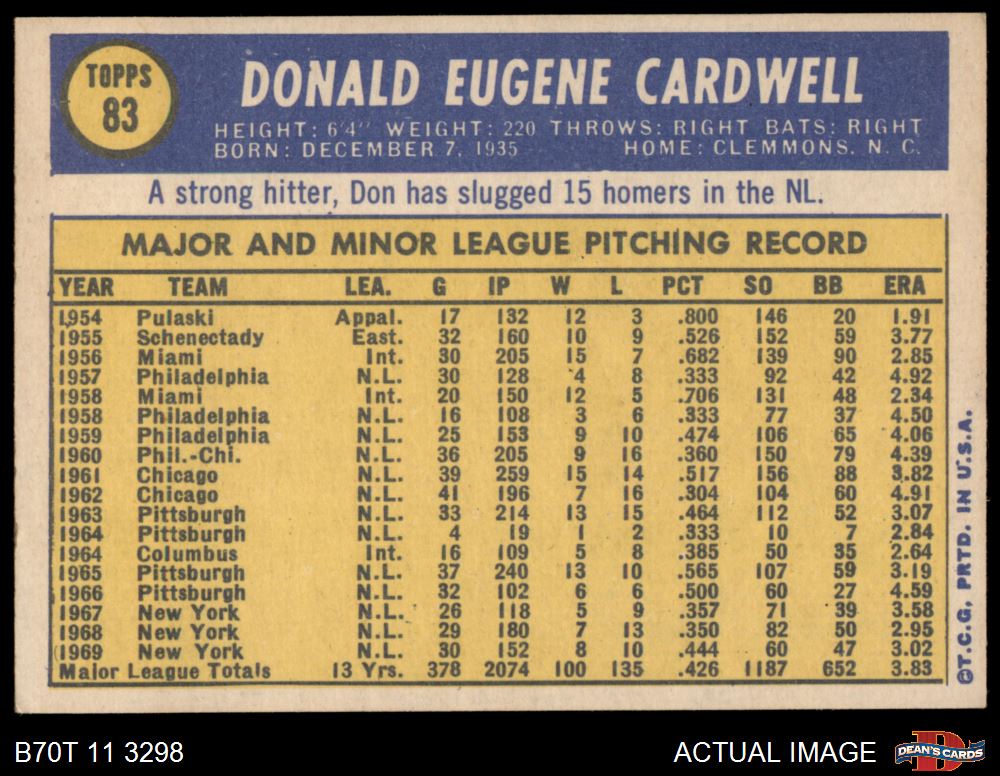 TOPPS
83
DONALD EUGENE CARDWELL
HEIGHT: 6'4" WEIGHT: 220 THROWS: RIGHT BATS: RIGHT
BORN: DECEMBER 7, 1935 HOME: CLEMMONS, N. C.
A strong hitter, Don has slugged 15 homers in the NL.
MAJOR AND MINOR LEAGUE PITCHING RECORD
YEAR TEAM LEA. G IP W L PCT SO BB ERA
1954 Pulaski Appal. 17 132 12 3 .800 146 20 1.91
1955 Schenectady East. 32 160 10 9 .526 152 59 3.77
1956 Miami Int. 30 205 15 7 .682 139 90 2.85
1957 Philadelphia N.L. 30 128 4 8 .333 92 42 4.92
1958 Miami Int. 20 150 12 5 .706 131 48 2.34
1958 Philadelphia N.L. 16 108 3 6 .333 77 37 4.50
1959 Philadelphia N.L. 25 153 9 10 .474 106 65 4.06
1960 Phil.-Chi. N.L. 36 205 9 16 .360 150 79 4.39
1961 Chicago N.L. 39 259 15 14 .517 156 88 3.82
1962 Chicago N.L. 41 196 7 16 .304 104 60 4.91
1963 Pittsburgh N.L. 33 214 13 15 .464 112 52 3.07
1964 Pittsburgh N.L. 4 19 1 2 .333 10 7 2.84
1964 Columbus Int. 16 109 5 8 .385 50 35 2.64
1965 Pittsburgh N.L. 37 240 13 10 .565 107 59 3.19
1966 Pittsburgh N.L. 32 102 6 6 .500 60 27 4.59
1967 New York N.L. 26 118 5 9 .357 71 39 3.58
1968 New York N.L. 29 180 7 13 .350 82 50 2.95
1969 New York N.L. 30 152 8 10 .444 60 47 3.02
Major League Totals 13 Yrs. 378 2074 100 135 .426 1187 652 3.83
©T.C.G. PRTD. IN U.S.A.
B70T 11 3298 ACTUAL IMAGE
D
DEAN'S CARDS